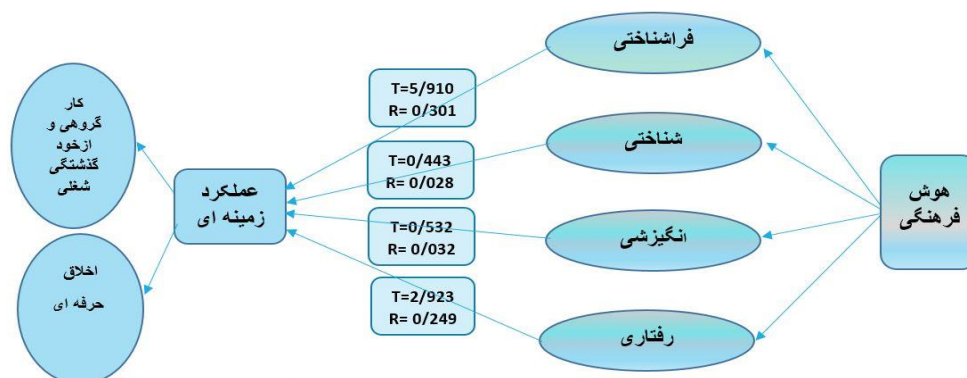 هوش
فرهنگی
فراشناختی
شناختی
انگیزشی
رفتاری
T=5/910
R= 0/301
T=0/443
R= 0/028
T=0/532
R= 0/032
T=2/923
R= 0/249
عملکرد
زمینه ای
کار
گروهی و
ازخود
گذشتگی
شغلی
اخلاق
حرفه ای